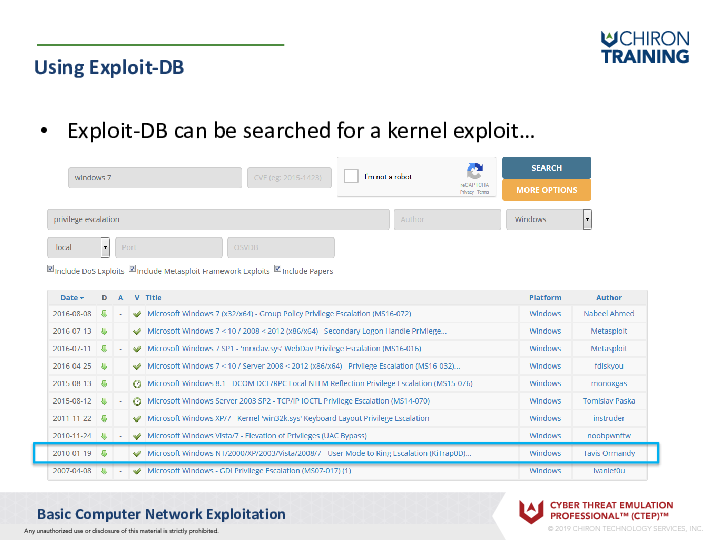 CHIRON
TRAINING
Using Exploit-DB
• Exploit-DB can be searched for a kernel exploit…
windows 7
CVE (eg: 2015-1423)
I'm not a robot
reCAPTCHA
Privacy - Terms
SEARCH
MORE OPTIONS
privilege escalation
Author
Windows
local
Port
OSVDB
Include DoS Exploits Include Metasploit Framework Exploits Include Papers
Date D A V Title Platform Author
2016-08-08 - Microsoft Windows 7 (x32/x64) - Group Policy Privilege Escalation (MS16-072) Windows Nabeel Ahmed
2016-07-13 - Microsoft Windows 7 < 10 / 2008 < 2012 (x86/x64) - Secondary Logon Handle Privilege... Windows Metasploit
2016-07-11 - Microsoft Windows 7 SP1 - 'mrxdav.sys' WebDav Privilege Escalation (MS16-016) Windows Metasploit
2016-04-25 - Microsoft Windows 7 < 10 / Server 2008 < 2012 (x86/x64) - Privilege Escalation (MS16-032)... Windows fdiskyou
2015-08-13 - Microsoft Windows 8.1 - DCOM DCE/RPC Local NTLM Reflection Privilege Escalation (MS15-076) Windows monoxgas
2015-08-12 - Microsoft Windows Server 2003 SP2 - TCP/IP IOCTL Privilege Escalation (MS14-070) Windows Tomislav Paska
2011-11-22 - Microsoft Windows XP/7 - Kernel 'win32k.sys' Keyboard Layout Privilege Escalation Windows instruder
2010-11-24 - Microsoft Windows Vista/7 - Elevation of Privileges (UAC Bypass) Windows noobpwnftw
2010-01-19 - Microsoft Windows NT/2000/XP/2003/Vista/2008/7 - User Mode to Ring Escalation (KiTrap0D)... Windows Tavis Ormandy
2007-04-08 - Microsoft Windows - GDI Privilege Escalation (MS07-017) (1) Windows Ivanlef0u
Basic Computer Network Exploitation
CYBER THREAT EMULATION
PROFESSIONAL™ (CTEP)™
Any unauthorized use or disclosure of this material is strictly prohibited.
© 2019 CHIRON TECHNOLOGY SERVICES, INC.